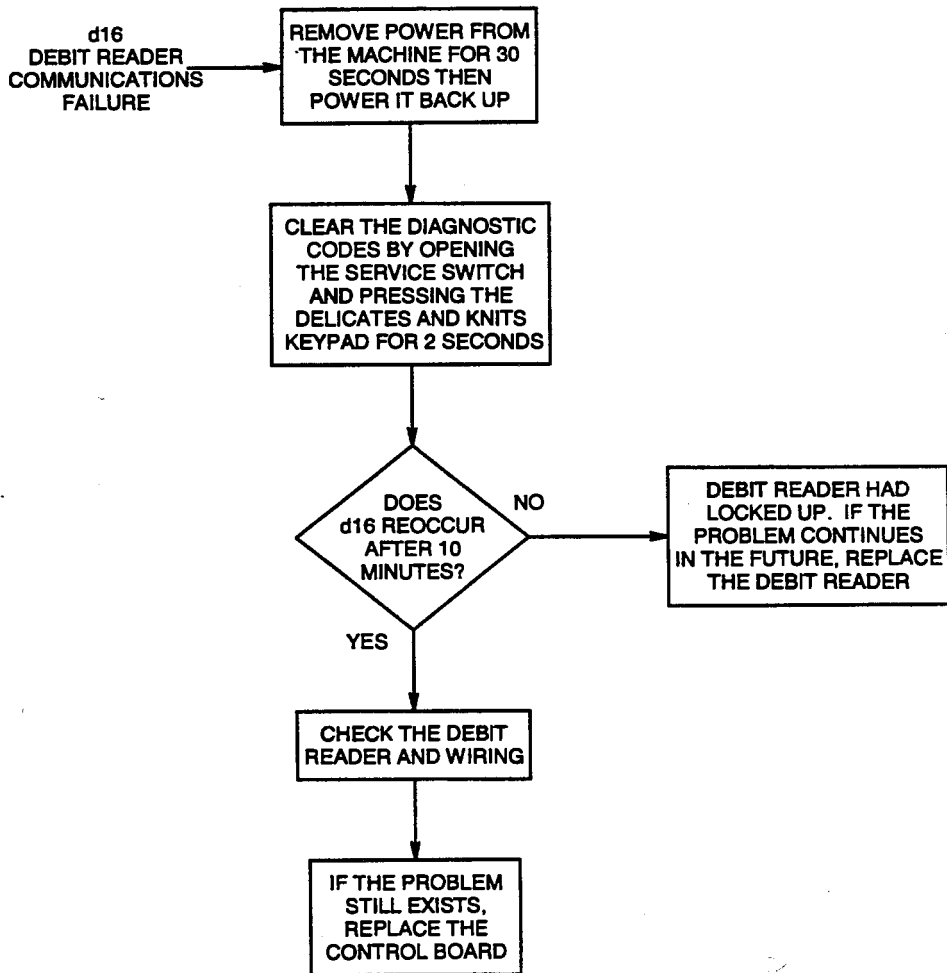 d16
DEBIT READER
COMMUNICATIONS
FAILURE
REMOVE POWER FROM
THE MACHINE FOR 30
SECONDS THEN
POWER IT BACK UP
CLEAR THE DIAGNOSTIC
CODES BY OPENING
THE SERVICE SWITCH
AND PRESSING THE
DELICATES AND KNITS
KEYPAD FOR 2 SECONDS
DOES
d16 REOCCUR
AFTER 10
MINUTES?
NO
DEBIT READER HAD
LOCKED UP. IF THE
PROBLEM CONTINUES
IN THE FUTURE, REPLACE
THE DEBIT READER
YES
CHECK THE DEBIT
READER AND WIRING
IF THE PROBLEM
STILL EXISTS,
REPLACE THE
CONTROL BOARD